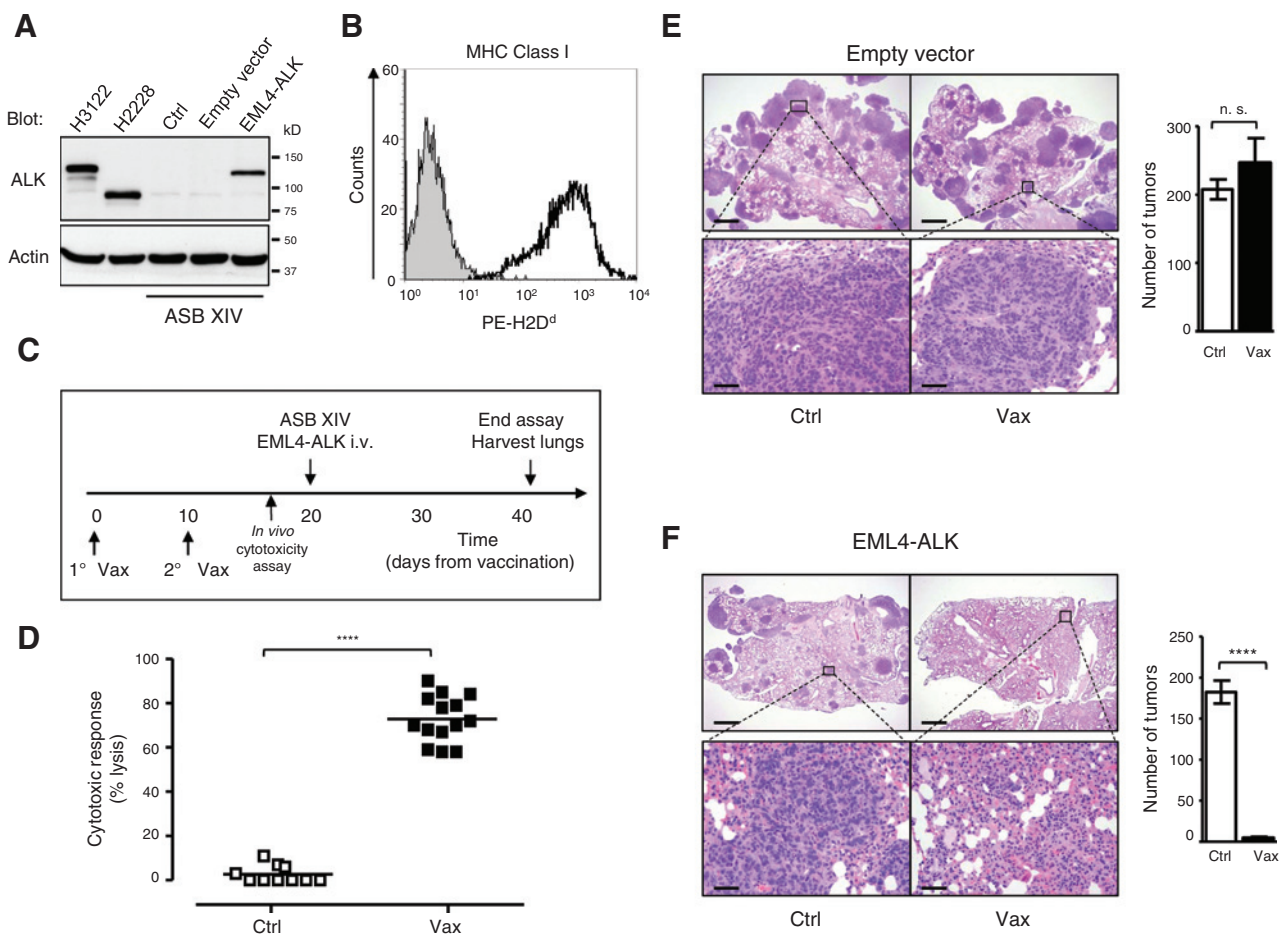 A
Blot:
H3122
H2228
Ctrl
Empty vector
EML4-ALK
kD
ALK
150
100
75
Actin
50
37
ASB XIV
B
MHC Class I
Counts
60
40
20
0
10⁰
10¹
10²
10³
10⁴
PE-H2Dᵈ
C
ASB XIV
EML4-ALK i.v.
End assay
Harvest lungs
0
10
20
30
40
1° Vax
2° Vax
In vivo
cytotoxicity
assay
Time
(days from vaccination)
D
****
Cytotoxic response
(% lysis)
100
80
60
40
20
0
Ctrl
Vax
E
Empty vector
Ctrl
Vax
n. s.
Number of tumors
300
200
100
0
Ctrl
Vax
F
EML4-ALK
Ctrl
Vax
****
Number of tumors
250
200
150
100
50
0
Ctrl
Vax